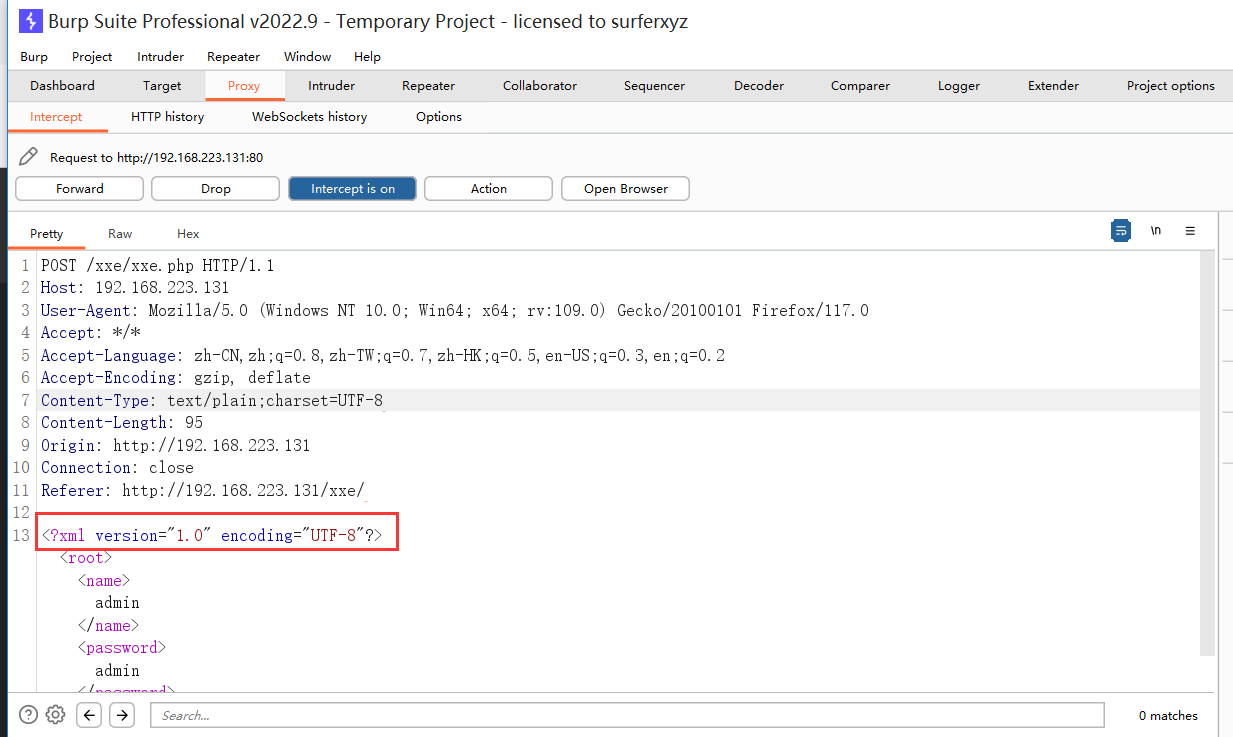 Burp Suite Professional v2022.9 - Temporary Project - licensed to surferxyz
Burp Project Intruder Repeater Window Help
Dashboard Target Proxy Intruder Repeater Collaborator Sequencer Decoder Comparer Logger Extender Project options
Intercept HTTP history WebSockets history Options
Request to http://192.168.223.131:80
Forward Drop Intercept is on Action Open Browser
Pretty Raw Hex \n
1 POST /xxe/xxe.php HTTP/1.1
2 Host: 192.168.223.131
3 User-Agent: Mozilla/5.0 (Windows NT 10.0; Win64; x64; rv:109.0) Gecko/20100101 Firefox/117.0
4 Accept: */*
5 Accept-Language: zh-CN,zh;q=0.8,zh-TW;q=0.7,zh-HK;q=0.5,en-US;q=0.3,en;q=0.2
6 Accept-Encoding: gzip, deflate
7 Content-Type: text/plain;charset=UTF-8
8 Content-Length: 95
9 Origin: http://192.168.223.131
10 Connection: close
11 Referer: http://192.168.223.131/xxe/
12
13 <?xml version="1.0" encoding="UTF-8"?>
<root>
<name>
admin
</name>
<password>
admin
</password>
Search... 0 matches